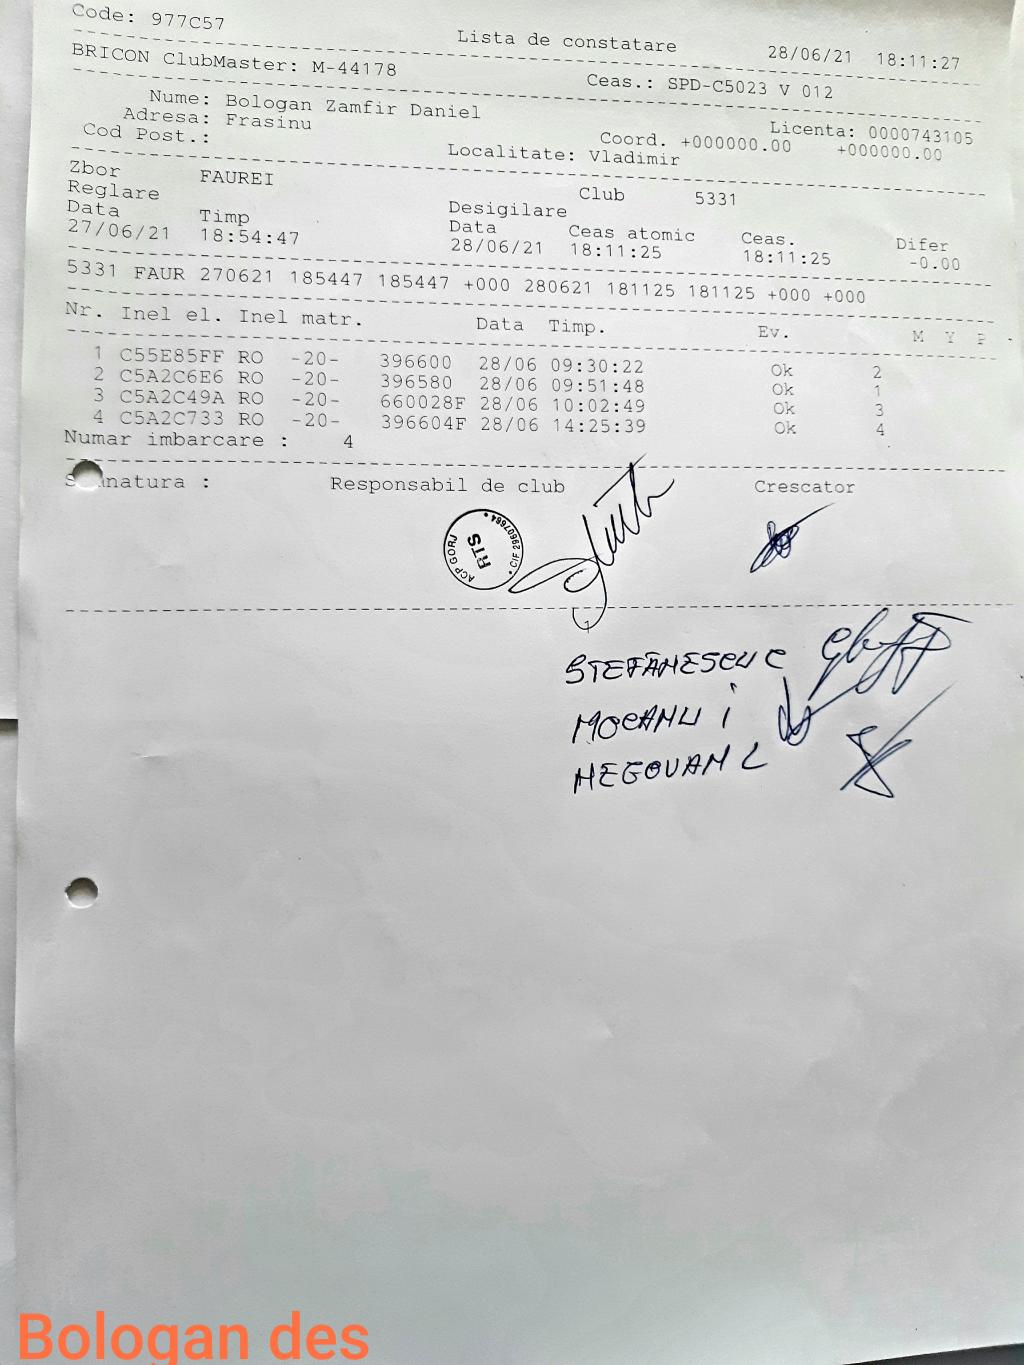 Code: 977C57
Lista de constatare 28/06/21 18:11:27
BRICON ClubMaster: M-44178 Ceas.: SPD-C5023 V 012
Nume: Bologan Zamfir Daniel Licenta: 0000743105
Adresa: Frasinu Coord. +000000.00 +000000.00
Cod Post.: Localitate: Vladimir
Zbor FAUREI Club 5331
Reglare Desigilare
Data Timp Data Ceas atomic Ceas. Difer
27/06/21 18:54:47 28/06/21 18:11:25 18:11:25 -0.00
5331 FAUR 270621 185447 185447 +000 280621 181125 181125 +000 +000
Nr. Inel el. Inel matr. Data Timp. Ev. M Y P
1 C55E85FF RO -20- 396600 28/06 09:30:22 Ok 2
2 C5A2C6E6 RO -20- 396580 28/06 09:51:48 Ok 1
3 C5A2C49A RO -20- 660028F 28/06 10:02:49 Ok 3
4 C5A2C733 RO -20- 396604F 28/06 14:25:39 Ok 4
Numar imbarcare : 4
S natura : Responsabil de club Crescator
ACP GORJ
RTS
CIF 29607664
STEFĂNESCU C
MOCANU i
NEGOVAN L
Bologan des